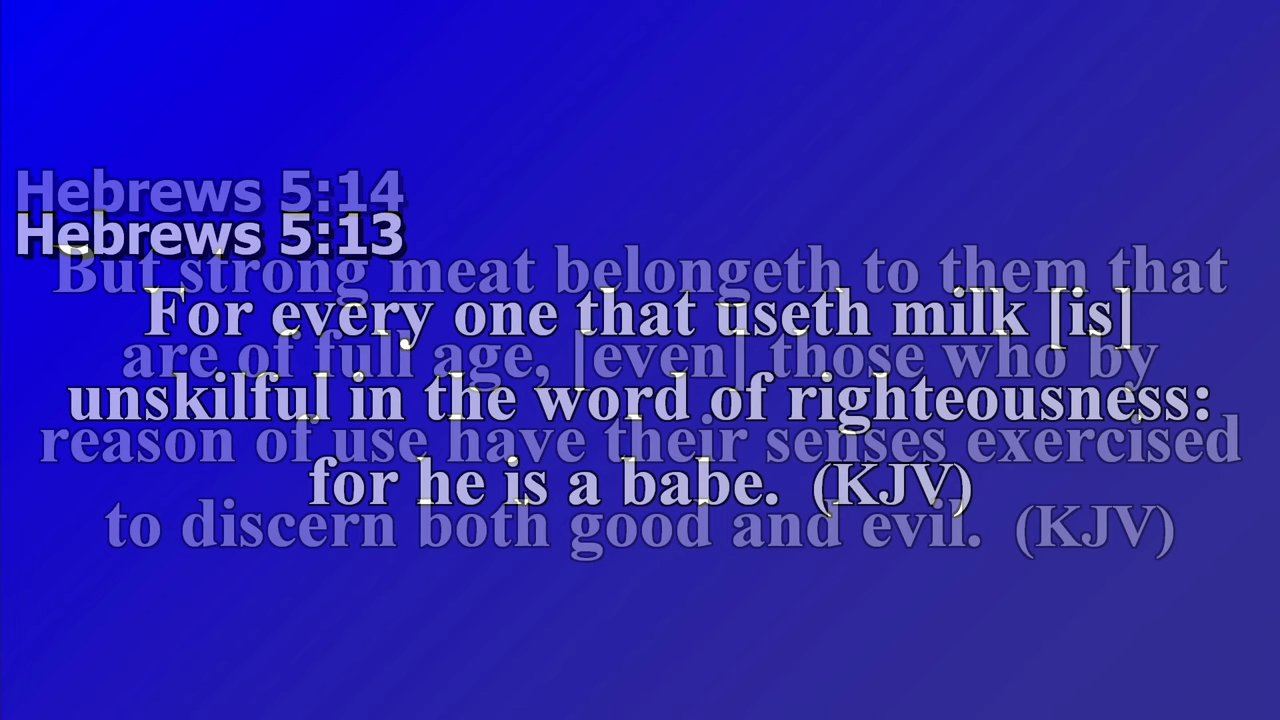 Hebrews 5:14
Hebrews 5:13
But strong meat belongeth to them that
For every one that useth milk [is]
are of full age, [even] those who by
unskilful in the word of righteousness:
reason of use have their senses exercised
for he is a babe. (KJV)
to discern both good and evil. (KJV)